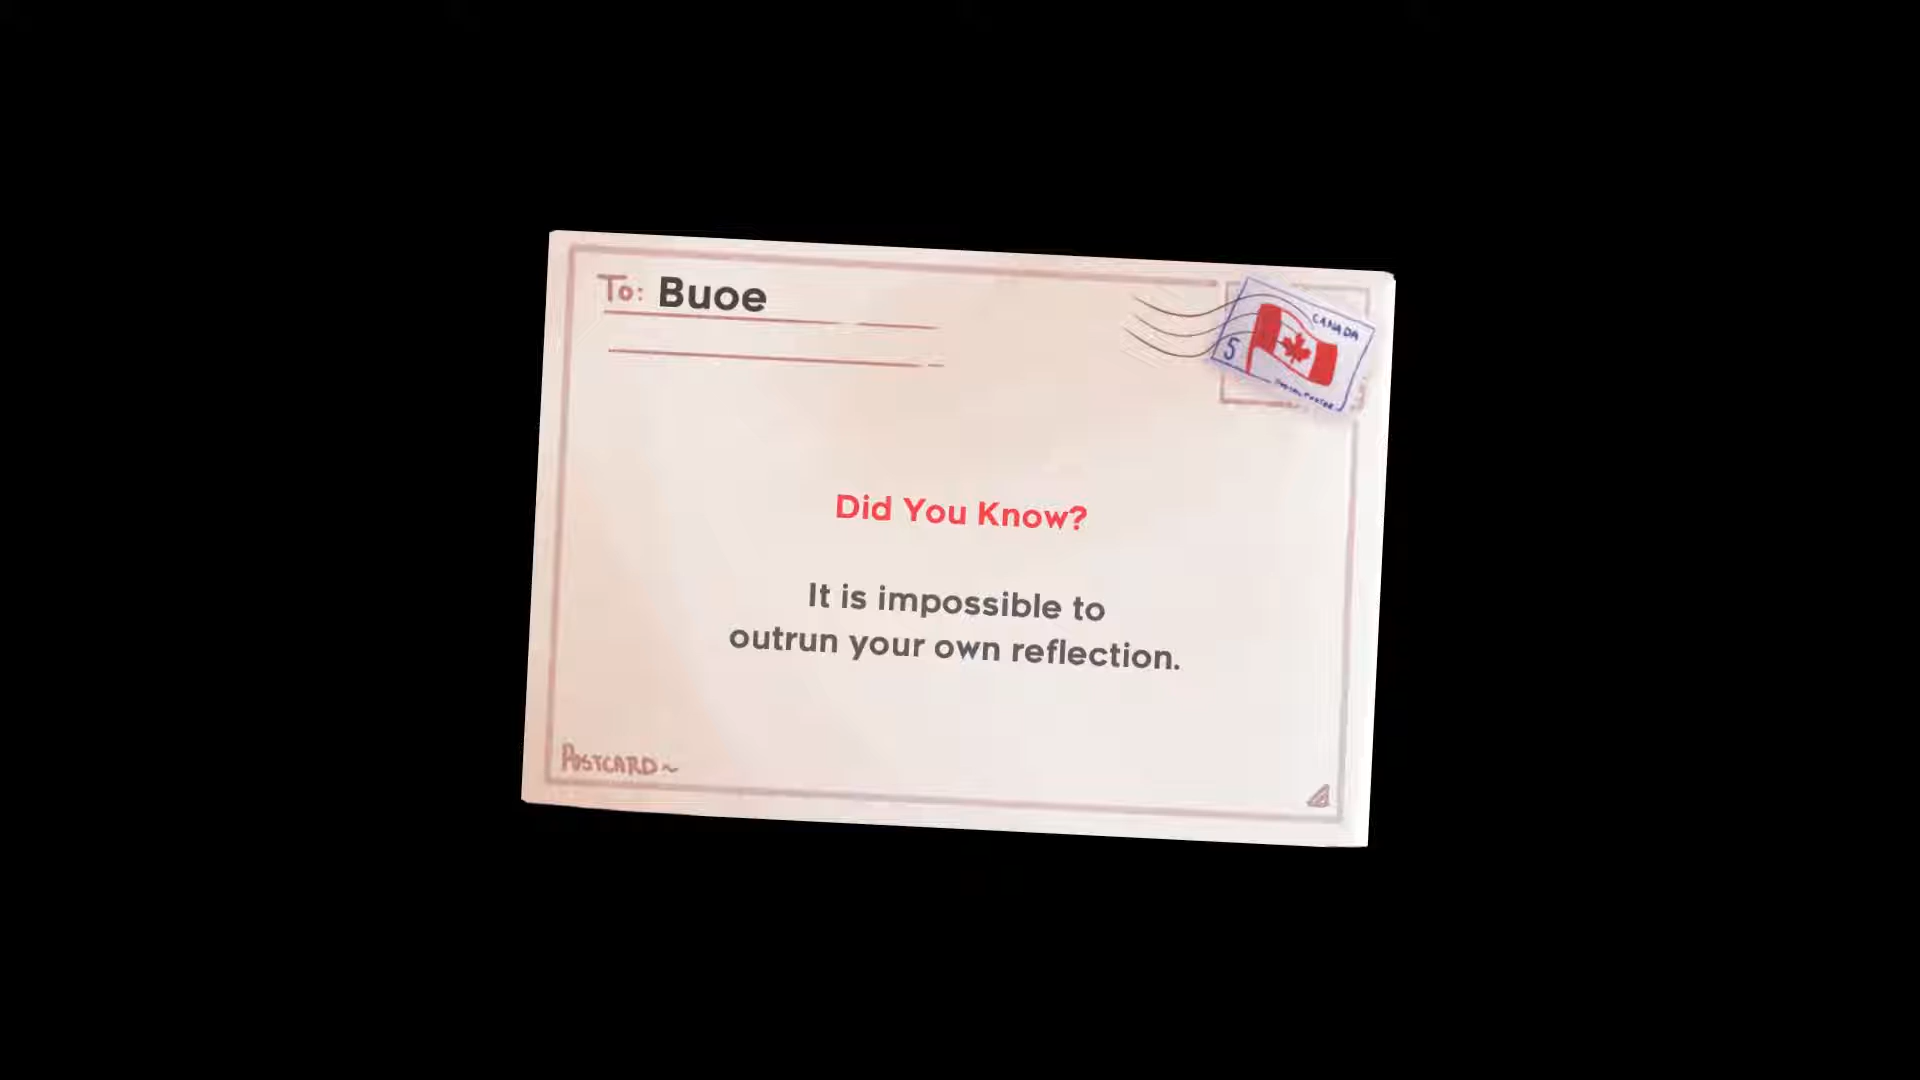 To: Buoe
CANADA
5
Did You Know?
It is impossible to
outrun your own reflection.
POSTCARD~